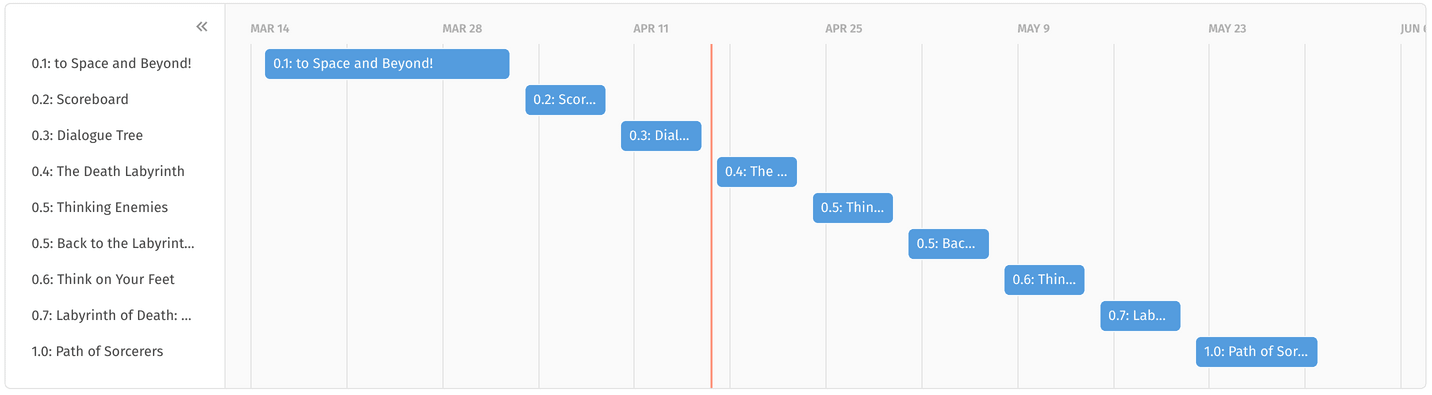 «
MAR 14 MAR 28 APR 11 APR 25 MAY 9 MAY 23 JUN
0.1: to Space and Beyond! 0.1: to Space and Beyond!
0.2: Scoreboard 0.2: Scor...
0.3: Dialogue Tree 0.3: Dial...
0.4: The Death Labyrinth 0.4: The ...
0.5: Thinking Enemies 0.5: Thin...
0.5: Back to the Labyrint... 0.5: Bac...
0.6: Think on Your Feet 0.6: Thin...
0.7: Labyrinth of Death: ... 0.7: Lab...
1.0: Path of Sorcerers 1.0: Path of Sor...